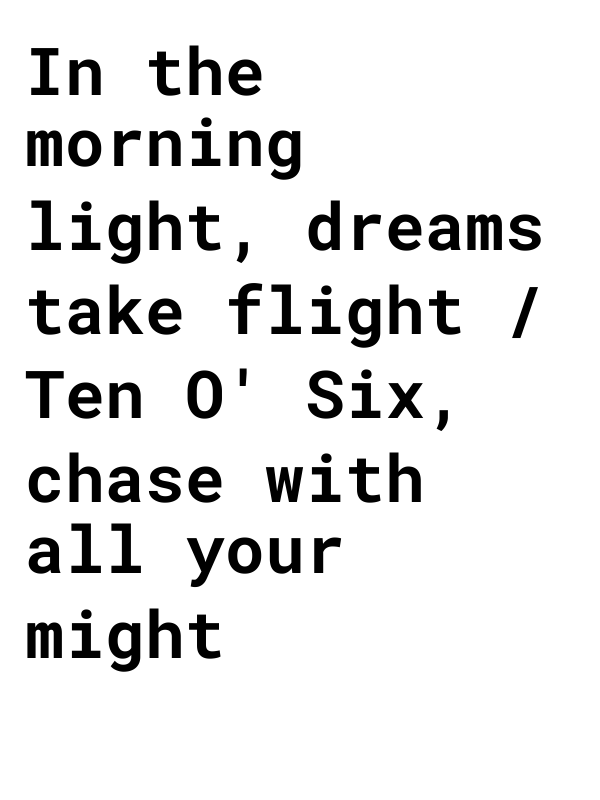 In the
morning
light, dreams
take flight /
Ten O' Six,
chase with
all your
might